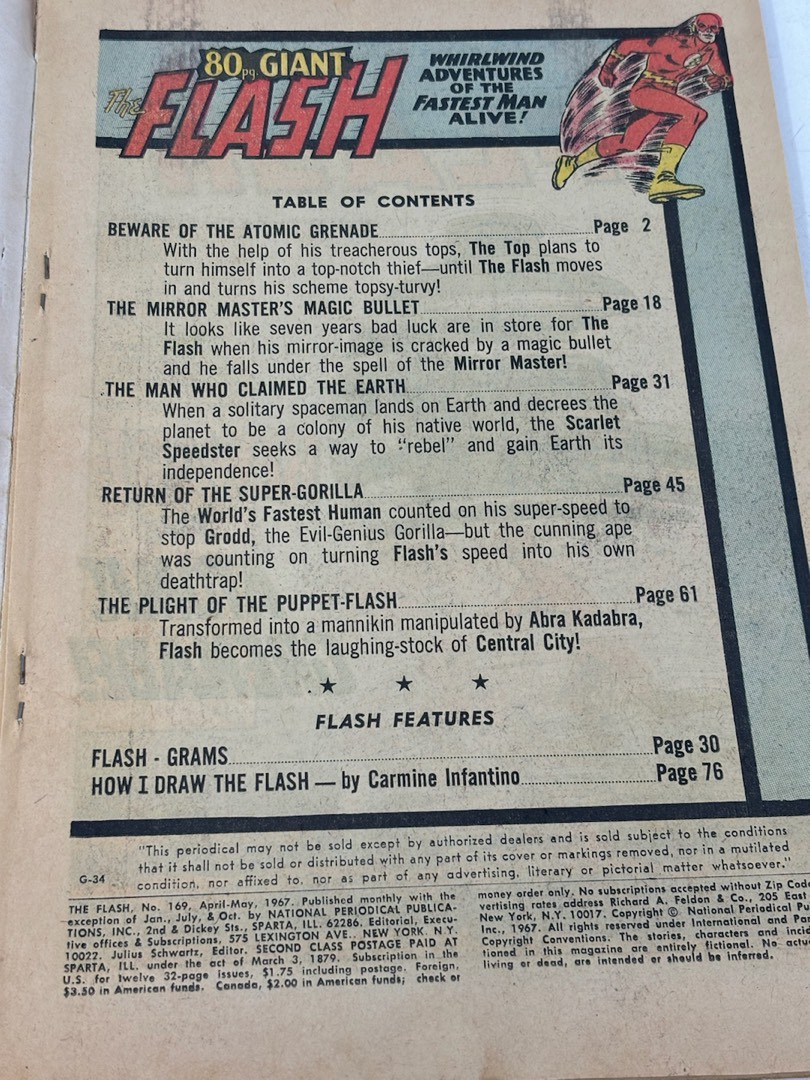 80pg. GIANT
The FLASH
WHIRLWIND
ADVENTURES
OF THE
FASTEST MAN
ALIVE!
TABLE OF CONTENTS
BEWARE OF THE ATOMIC GRENADE Page 2
With the help of his treacherous tops, The Top plans to
turn himself into a top-notch thief—until The Flash moves
in and turns his scheme topsy-turvy!
THE MIRROR MASTER'S MAGIC BULLET Page 18
It looks like seven years bad luck are in store for The
Flash when his mirror-image is cracked by a magic bullet
and he falls under the spell of the Mirror Master!
THE MAN WHO CLAIMED THE EARTH Page 31
When a solitary spaceman lands on Earth and decrees the
planet to be a colony of his native world, the Scarlet
Speedster seeks a way to "rebel" and gain Earth its
independence!
RETURN OF THE SUPER-GORILLA Page 45
The World's Fastest Human counted on his super-speed to
stop Grodd, the Evil-Genius Gorilla—but the cunning ape
was counting on turning Flash's speed into his own
deathtrap!
THE PLIGHT OF THE PUPPET-FLASH Page 61
Transformed into a mannikin manipulated by Abra Kadabra,
Flash becomes the laughing-stock of Central City!
FLASH FEATURES
FLASH - GRAMS Page 30
HOW I DRAW THE FLASH — by Carmine Infantino Page 76
"This periodical may not be sold except by authorized dealers and is sold subject to the conditions
that it shall not be sold or distributed with any part of its cover or markings removed, nor in a mutilated
condition, nor affixed to, nor as part of any advertising, literary or pictorial matter whatsoever."
G-34
THE FLASH, No. 169, April-May, 1967. Published monthly with the
exception of Jan., July, & Oct. by NATIONAL PERIODICAL PUBLICA-
TIONS, INC., 2nd & Dickey Sts., SPARTA, ILL. 62286. Editorial, Execu-
tive offices & Subscriptions, 575 LEXINGTON AVE., NEW YORK, N.Y.
10022. Julius Schwartz, Editor. SECOND CLASS POSTAGE PAID AT
SPARTA, ILL. under the act of March 3, 1879. Subscription in the
U.S. for twelve 32-page issues, $1.75 including postage. Foreign,
$3.50 in American funds. Canada, $2.00 in American funds; check or
money order only. No subscriptions accepted without Zip Code
vertising rates address Richard A. Feldon & Co., 205 East
New York, N.Y. 10017. Copyright © National Periodical Pu
Inc., 1967. All rights reserved under International and Pa
Copyright Conventions. The stories, characters and incid
tioned in this magazine are entirely fictional. No actu
living or dead, are intended or should be inferred.